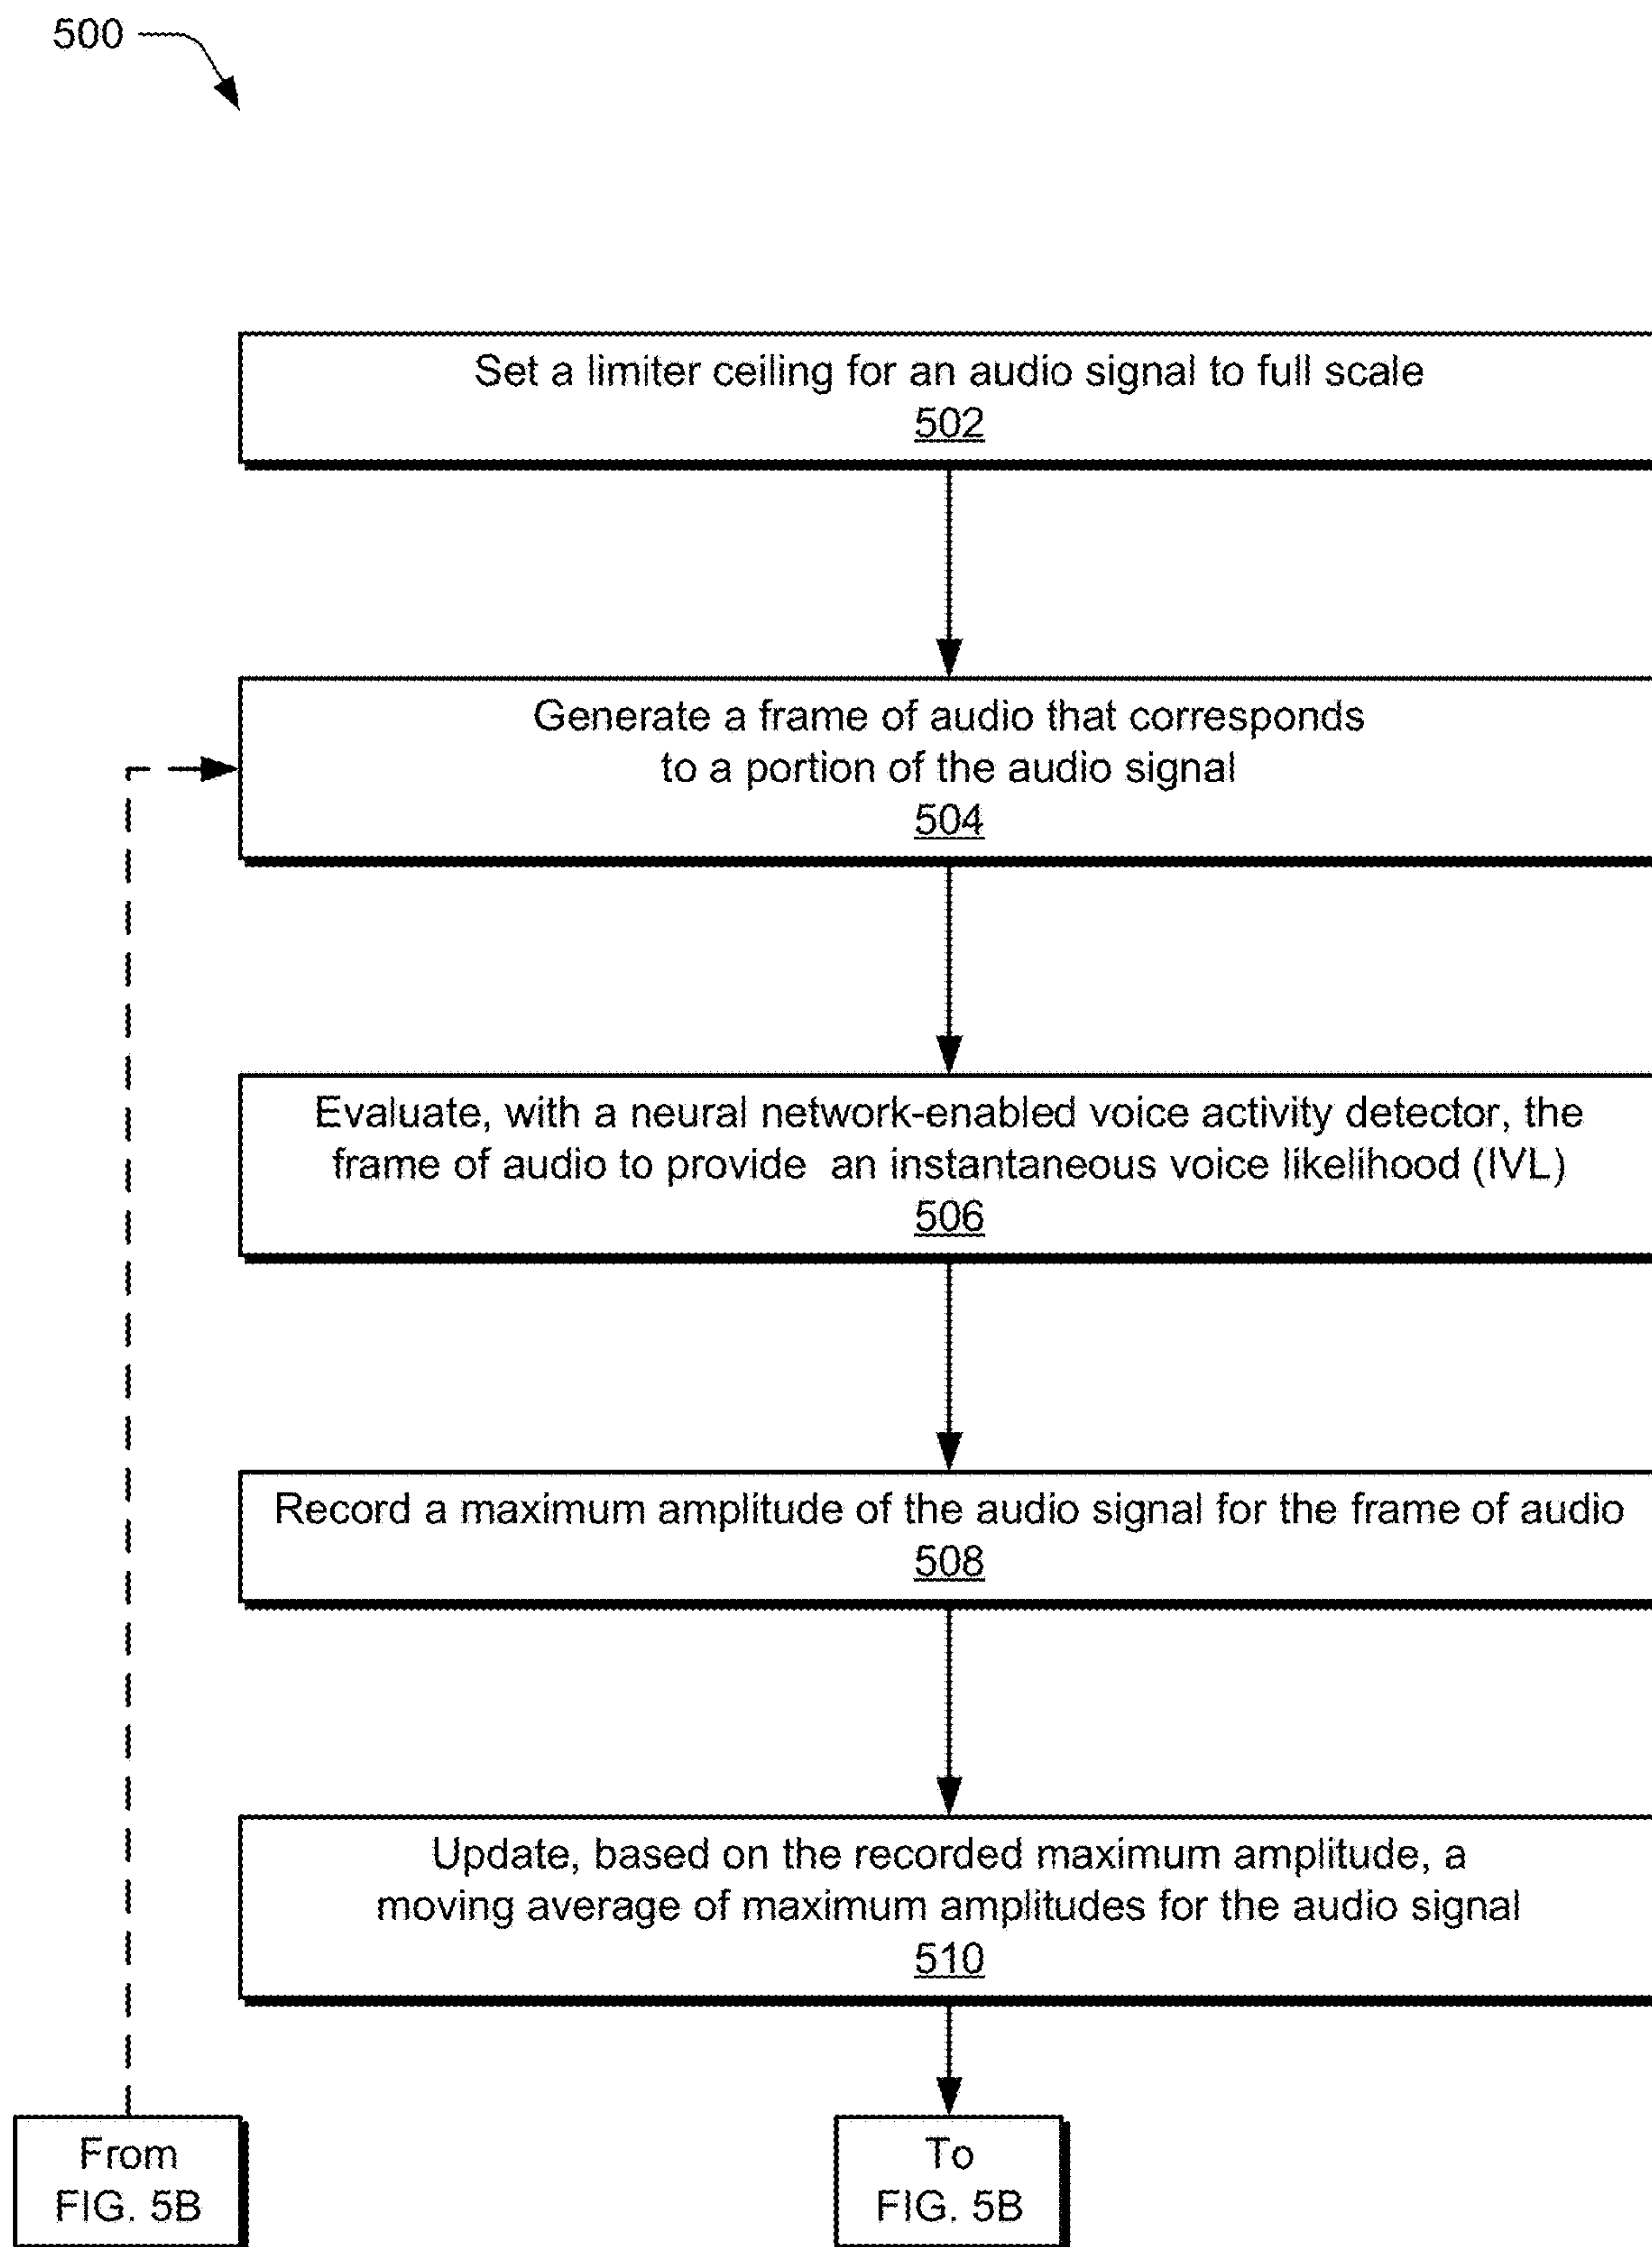 500
Set a limiter ceiling for an audio signal to full scale
502
Generate a frame of audio that corresponds
to a portion of the audio signal
504
Evaluate, with a neural network-enabled voice activity detector, the
frame of audio to provide an instantaneous voice likelihood (IVL)
506
Record a maximum amplitude of the audio signal for the frame of audio
508
Update, based on the recorded maximum amplitude, a
moving average of maximum amplitudes for the audio signal
510
From
FIG. 5B
To
FIG. 5B